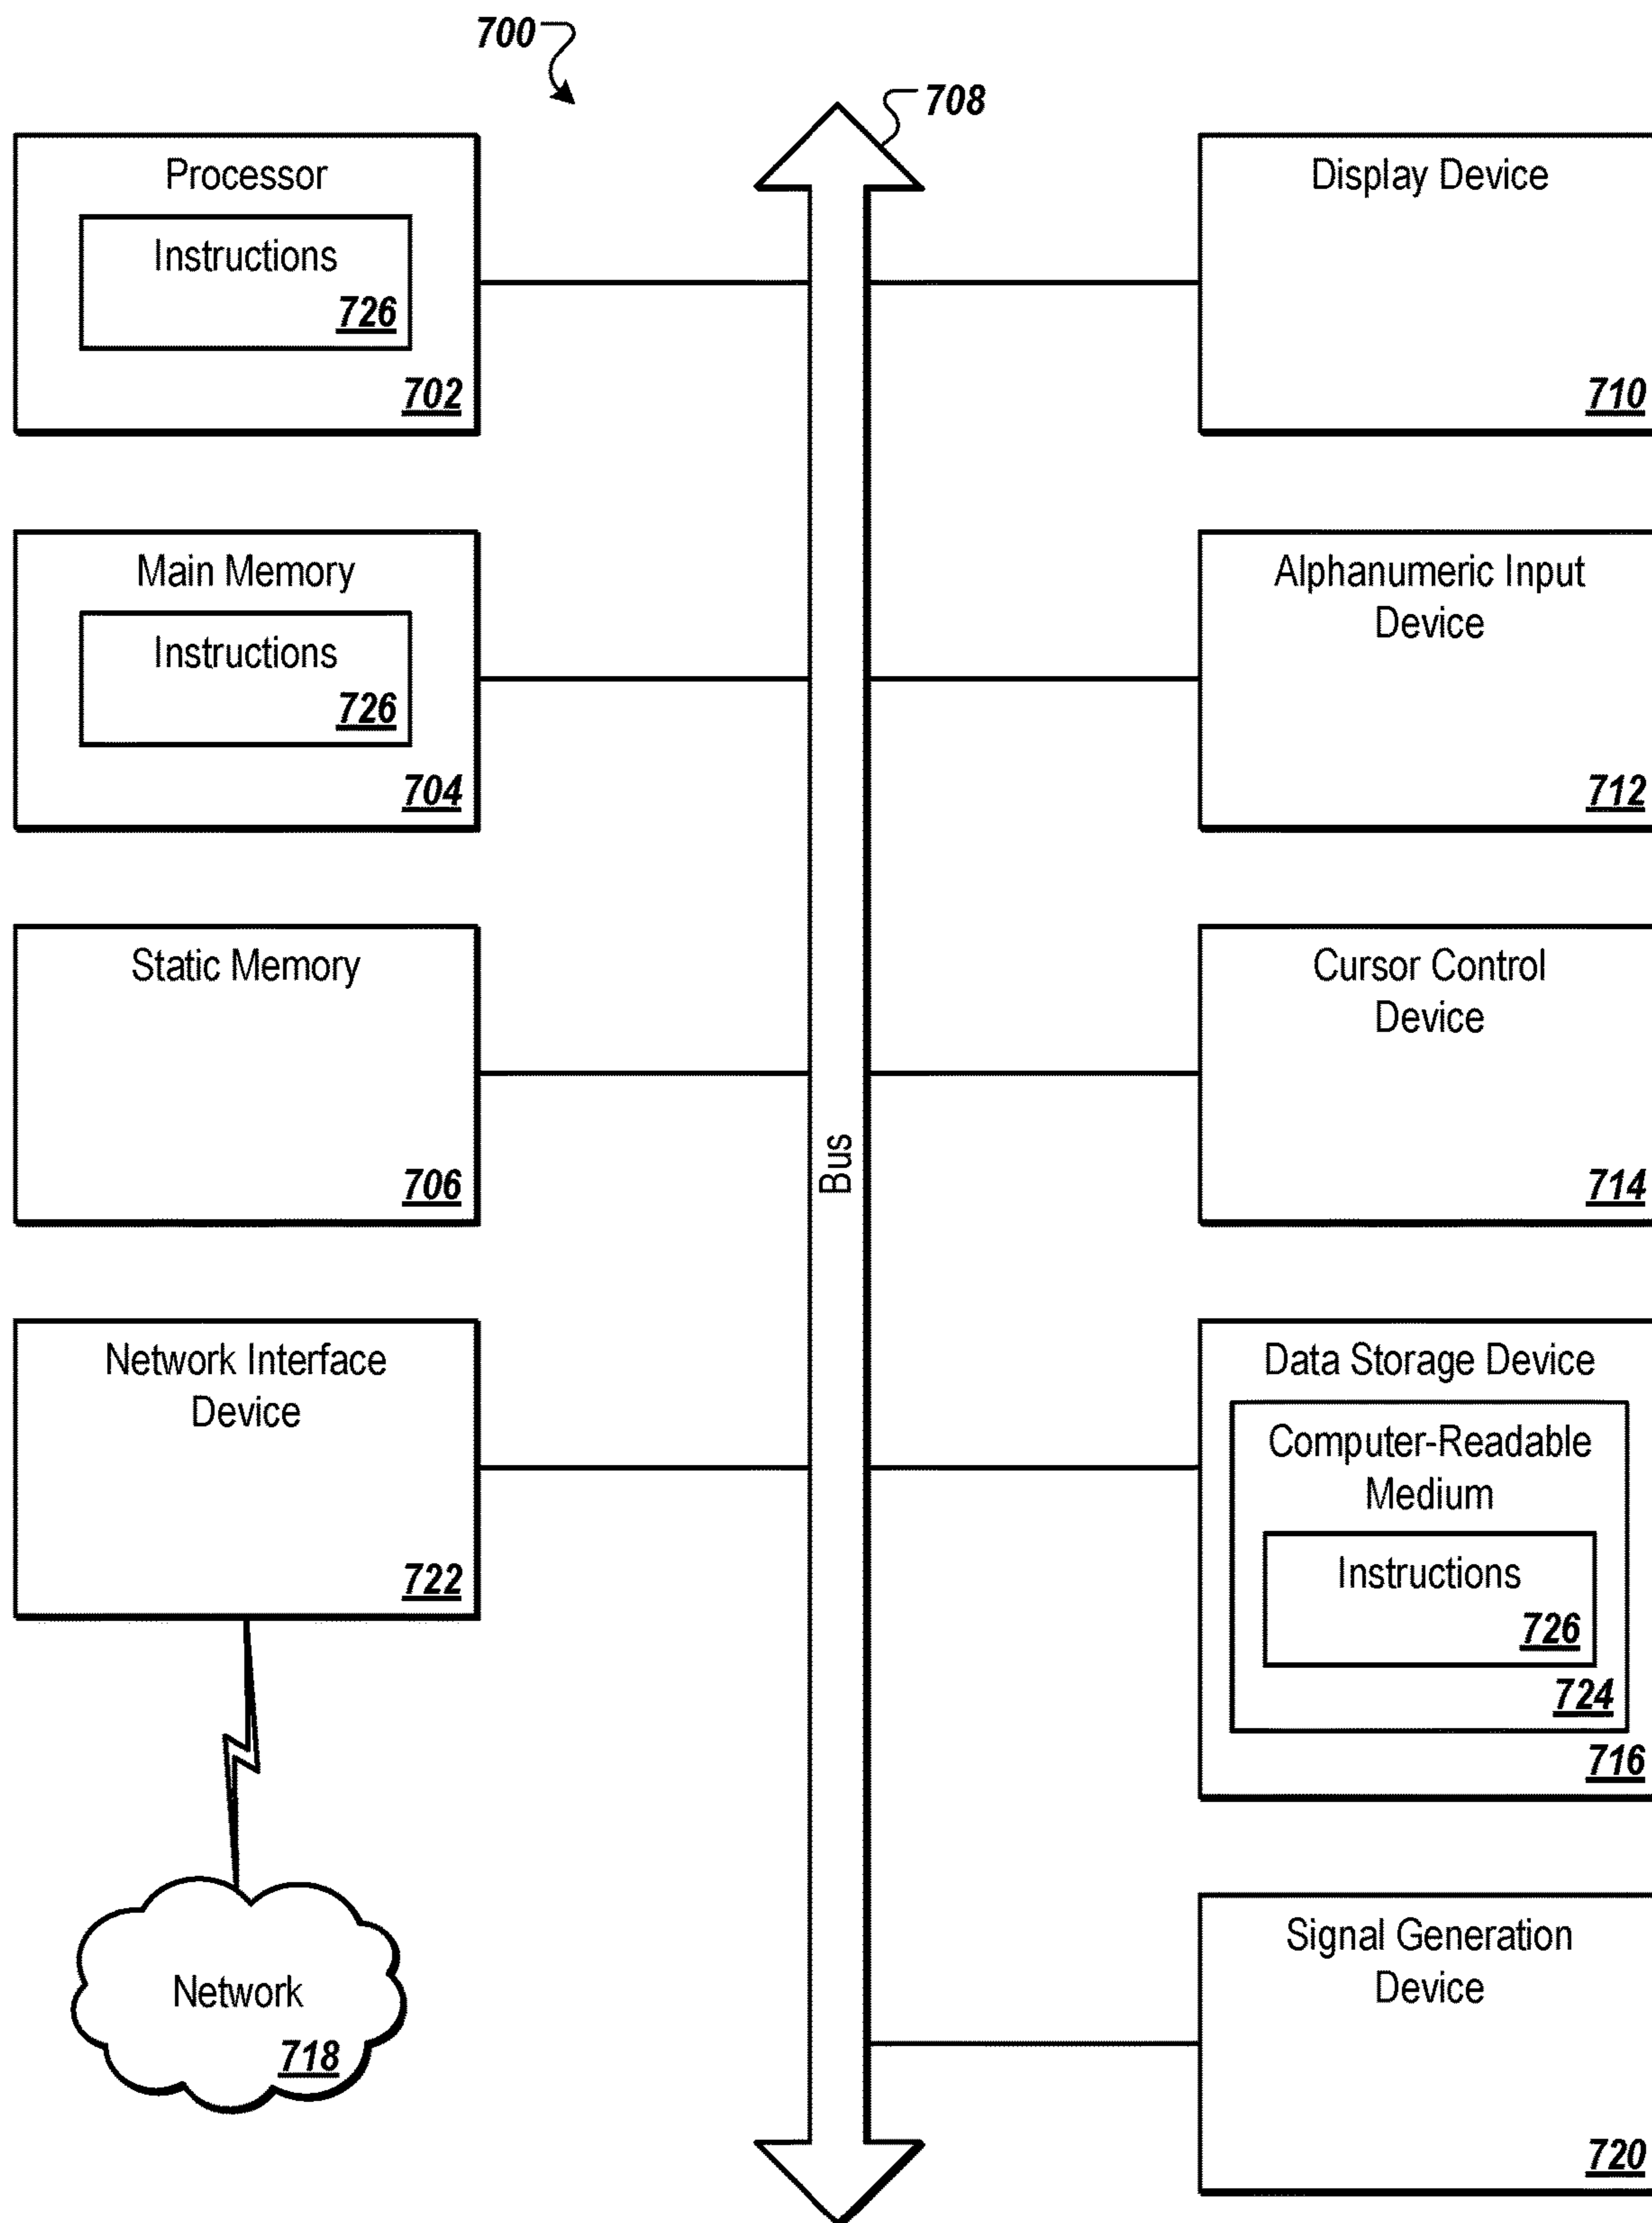 700
708
Processor
Instructions
726
702
Main Memory
Instructions
726
704
Static Memory
706
Network Interface
Device
722
Network
718
Bus
Display Device
710
Alphanumeric Input
Device
712
Cursor Control
Device
714
Data Storage Device
Computer-Readable
Medium
Instructions
726
724
716
Signal Generation
Device
720